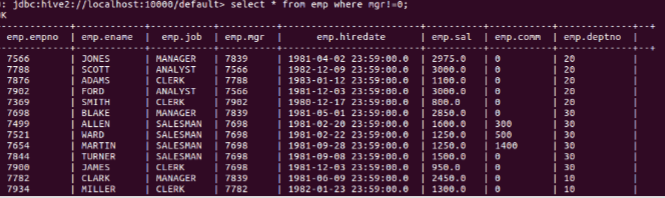 : jdbc:hive2://localhost:10000/default> select * from emp where mgr!=0;
OK
| emp.empno | emp.ename | emp.job | emp.mgr | emp.hiredate | emp.sal | emp.comm | emp.deptno |
| 7566 | JONES | MANAGER | 7839 | 1981-04-02 23:59:00.0 | 2975.0 | 0 | 20 |
| 7788 | SCOTT | ANALYST | 7566 | 1982-12-09 23:59:00.0 | 3000.0 | 0 | 20 |
| 7876 | ADAMS | CLERK | 7788 | 1983-01-12 23:59:00.0 | 1100.0 | 0 | 20 |
| 7902 | FORD | ANALYST | 7566 | 1981-12-03 23:59:00.0 | 3000.0 | 0 | 20 |
| 7369 | SMITH | CLERK | 7902 | 1980-12-17 23:59:00.0 | 800.0 | 0 | 20 |
| 7698 | BLAKE | MANAGER | 7839 | 1981-05-01 23:59:00.0 | 2850.0 | 0 | 30 |
| 7499 | ALLEN | SALESMAN | 7698 | 1981-02-20 23:59:00.0 | 1600.0 | 300 | 30 |
| 7521 | WARD | SALESMAN | 7698 | 1981-02-22 23:59:00.0 | 1250.0 | 500 | 30 |
| 7654 | MARTIN | SALESMAN | 7698 | 1981-09-28 23:59:00.0 | 1250.0 | 1400 | 30 |
| 7844 | TURNER | SALESMAN | 7698 | 1981-09-08 23:59:00.0 | 1500.0 | 0 | 30 |
| 7900 | JAMES | CLERK | 7698 | 1981-12-03 23:59:00.0 | 950.0 | 0 | 30 |
| 7782 | CLARK | MANAGER | 7839 | 1981-06-09 23:59:00.0 | 2450.0 | 0 | 10 |
| 7934 | MILLER | CLERK | 7782 | 1982-01-23 23:59:00.0 | 1300.0 | 0 | 10 |